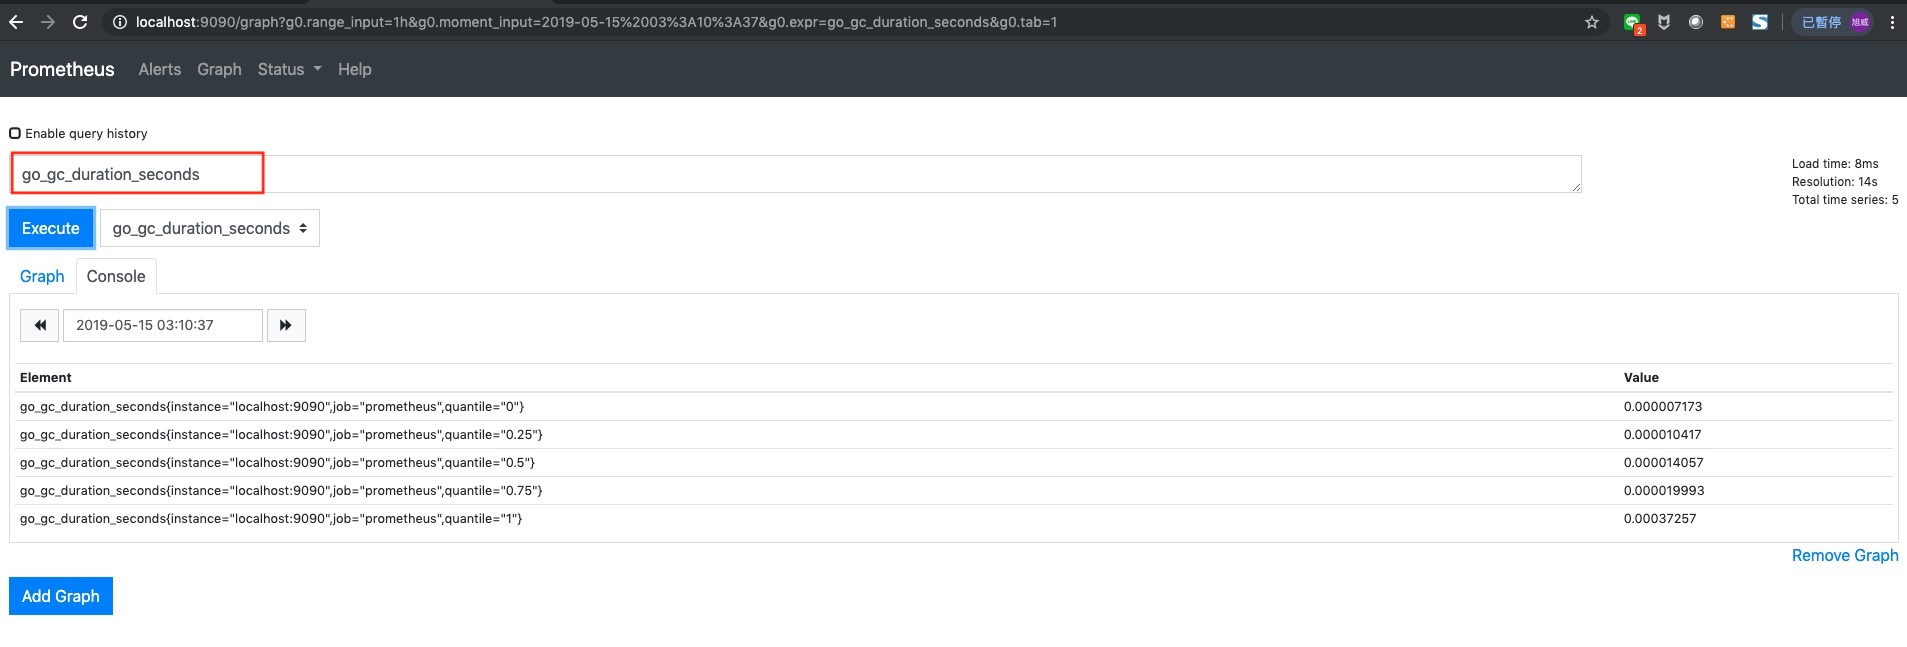 localhost:9090/graph?g0.range_input=1h&g0.moment_input=2019-05-15%2003%3A10%3A37&g0.expr=go_gc_duration_seconds&g0.tab=1
2
已暫停
旭威
Prometheus Alerts Graph Status Help
Enable query history
go_gc_duration_seconds
Load time: 8ms
Resolution: 14s
Total time series: 5
Execute go_gc_duration_seconds
Graph Console
2019-05-15 03:10:37
Element Value
go_gc_duration_seconds{instance="localhost:9090",job="prometheus",quantile="0"} 0.000007173
go_gc_duration_seconds{instance="localhost:9090",job="prometheus",quantile="0.25"} 0.000010417
go_gc_duration_seconds{instance="localhost:9090",job="prometheus",quantile="0.5"} 0.000014057
go_gc_duration_seconds{instance="localhost:9090",job="prometheus",quantile="0.75"} 0.000019993
go_gc_duration_seconds{instance="localhost:9090",job="prometheus",quantile="1"} 0.00037257
Remove Graph
Add Graph